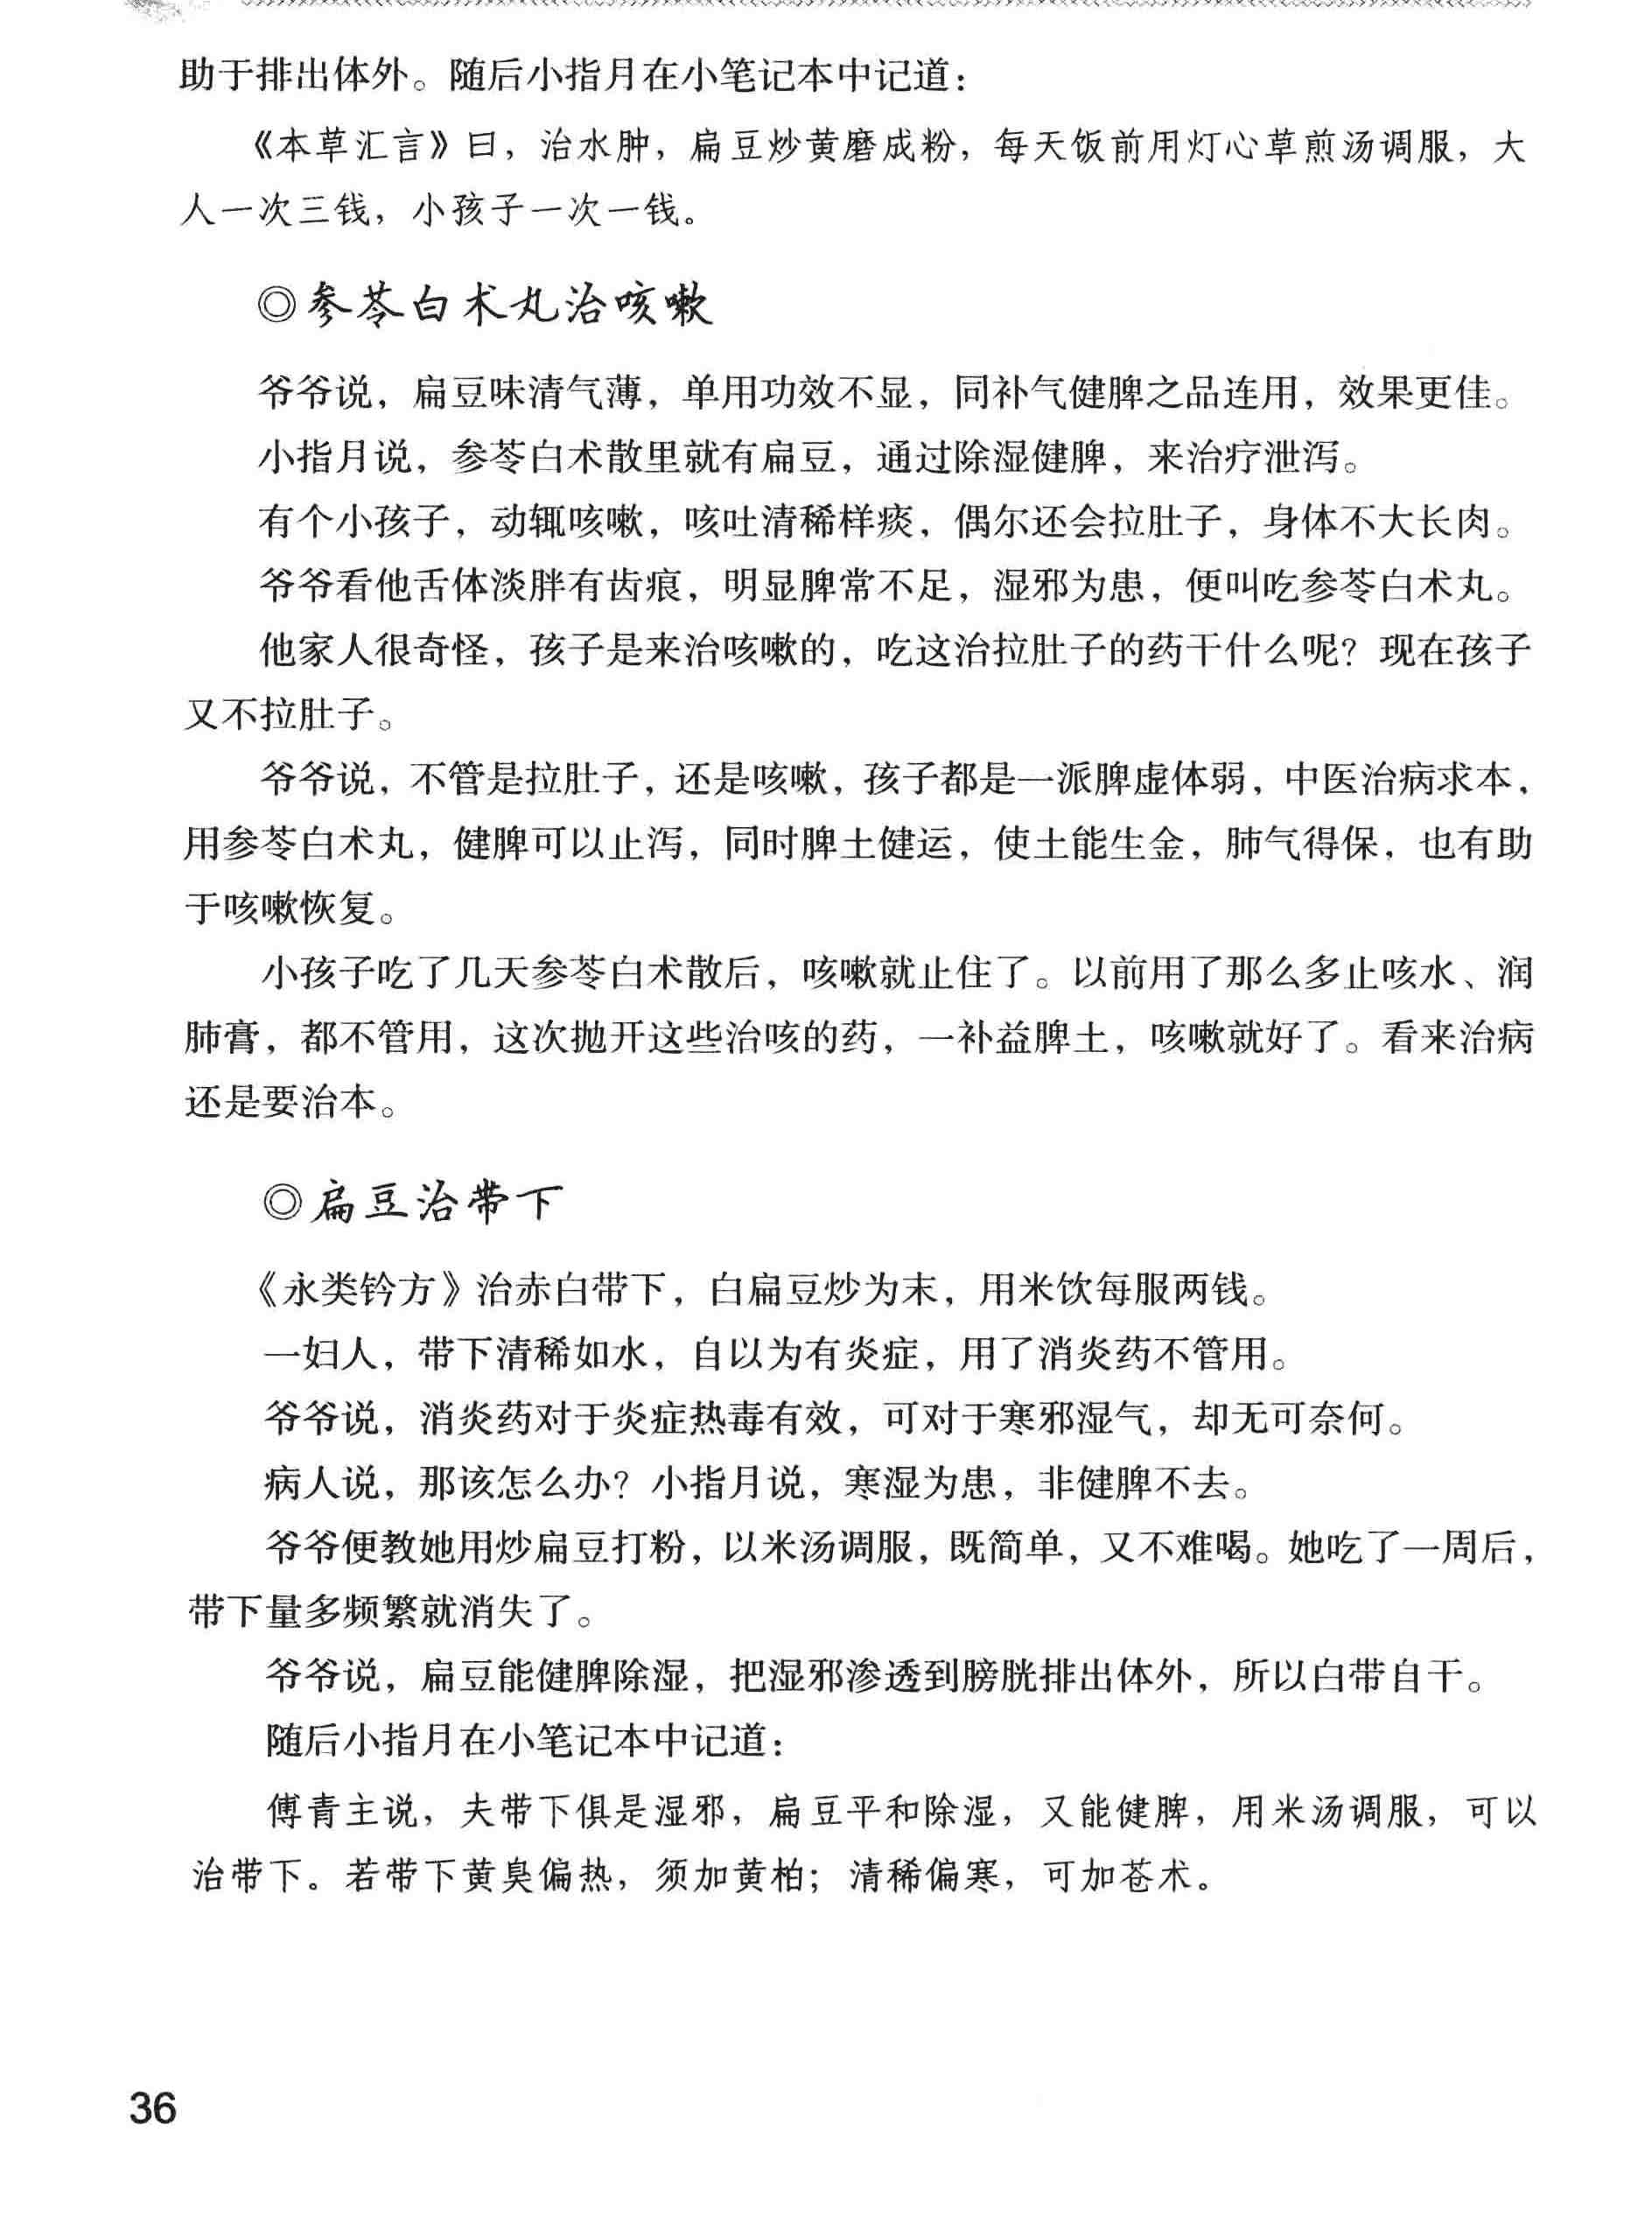 助于排出体外。随后小指月在小笔记本中记道：
《本草汇言》曰，治水肿，扁豆炒黄磨成粉，每天饭前用灯心草煎汤调服，大
人一次三钱，小孩子一次一钱。
◎参苓白术丸治咳嗽
爷爷说，扁豆味清气薄，单用功效不显，同补气健脾之品连用，效果更佳。
小指月说，参苓白术散里就有扁豆，通过除湿健脾，来治疗泄泻。
有个小孩子，动辄咳嗽，咳吐清稀样痰，偶尔还会拉肚子，身体不大长肉。
爷爷看他舌体淡胖有齿痕，明显脾常不足，湿邪为患，便叫吃参苓白术丸。
他家人很奇怪，孩子是来治咳嗽的，吃这治拉肚子的药干什么呢？现在孩子
又不拉肚子。
爷爷说，不管是拉肚子，还是咳嗽，孩子都是一派脾虚体弱，中医治病求本，
用参苓白术丸，健脾可以止泻，同时脾土健运，使土能生金，肺气得保，也有助
于咳嗽恢复。
小孩子吃了几天参苓白术散后，咳嗽就止住了。以前用了那么多止咳水、润
肺膏，都不管用，这次抛开这些治咳的药，一补益脾土，咳嗽就好了。看来治病
还是要治本。
◎扁豆治带下
《永类钤方》治赤白带下，白扁豆炒为末，用米饮每服两钱。
一妇人，带下清稀如水，自以为有炎症，用了消炎药不管用。
爷爷说，消炎药对于炎症热毒有效，可对于寒邪湿气，却无可奈何。
病人说，那该怎么办？小指月说，寒湿为患，非健脾不去。
爷爷便教她用炒扁豆打粉，以米汤调服，既简单，又不难喝。她吃了一周后，
带下量多频繁就消失了。
爷爷说，扁豆能健脾除湿，把湿邪渗透到膀胱排出体外，所以白带自干。
随后小指月在小笔记本中记道：
傅青主说，夫带下俱是湿邪，扁豆平和除湿，又能健脾，用米汤调服，可以
治带下。若带下黄臭偏热，须加黄柏；清稀偏寒，可加苍术。
36